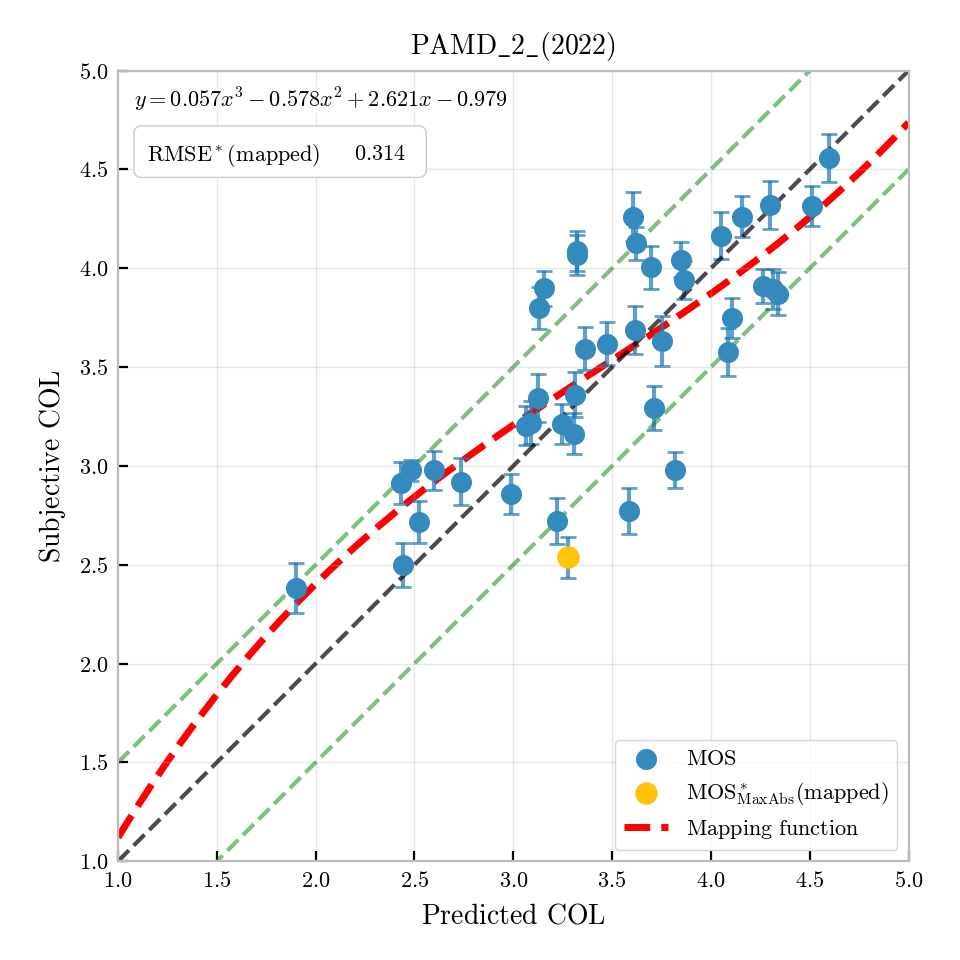 PAMD_2_(2022)
y = 0.057x³ − 0.578x² + 2.621x − 0.979
RMSE*(mapped) 0.314
5.0
4.5
4.0
3.5
3.0
2.5
2.0
1.5
1.0
Subjective COL
MOS
MOS*MaxAbs(mapped)
Mapping function
1.0 1.5 2.0 2.5 3.0 3.5 4.0 4.5 5.0
Predicted COL